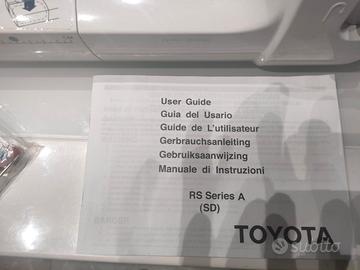 User Guide
Guia del Usario
Guide de L'utilisateur
Gerbrauchsanleiting
Gebruiksaanwijzing
Manuale di Instruzioni
RS Series A
(SD)
TOYOTA
subito